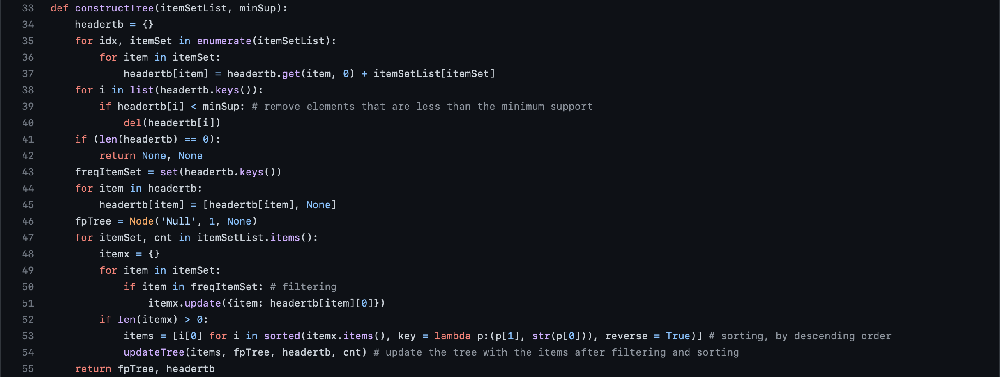 33 def constructTree(itemSetList, minSup):
34     headertb = {}
35     for idx, itemSet in enumerate(itemSetList):
36         for item in itemSet:
37             headertb[item] = headertb.get(item, 0) + itemSetList[itemSet]
38     for i in list(headertb.keys()):
39         if headertb[i] < minSup: # remove elements that are less than the minimum support
40             del(headertb[i])
41     if (len(headertb) == 0):
42         return None, None
43     freqItemSet = set(headertb.keys())
44     for item in headertb:
45         headertb[item] = [headertb[item], None]
46     fpTree = Node('Null', 1, None)
47     for itemSet, cnt in itemSetList.items():
48         itemx = {}
49         for item in itemSet:
50             if item in freqItemSet: # filtering
51                 itemx.update({item: headertb[item][0]})
52         if len(itemx) > 0:
53             items = [i[0] for i in sorted(itemx.items(), key = lambda p:(p[1], str(p[0])), reverse = True)] # sorting, by descending order
54             updateTree(items, fpTree, headertb, cnt) # update the tree with the items after filtering and sorting
55     return fpTree, headertb